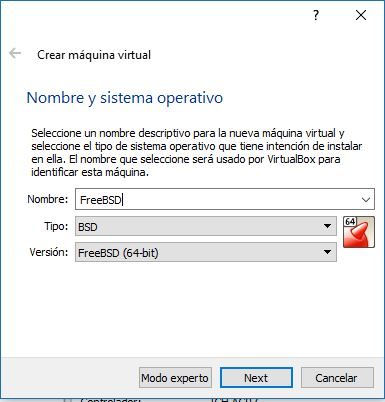 ?
Crear máquina virtual
Nombre y sistema operativo
Seleccione un nombre descriptivo para la nueva máquina virtual y
seleccione el tipo de sistema operativo que tiene intención de instalar
en ella. El nombre que seleccione será usado por VirtualBox para
identificar esta máquina.
Nombre: FreeBSD
64
Tipo: BSD
Versión: FreeBSD (64-bit)
Modo experto Next Cancelar